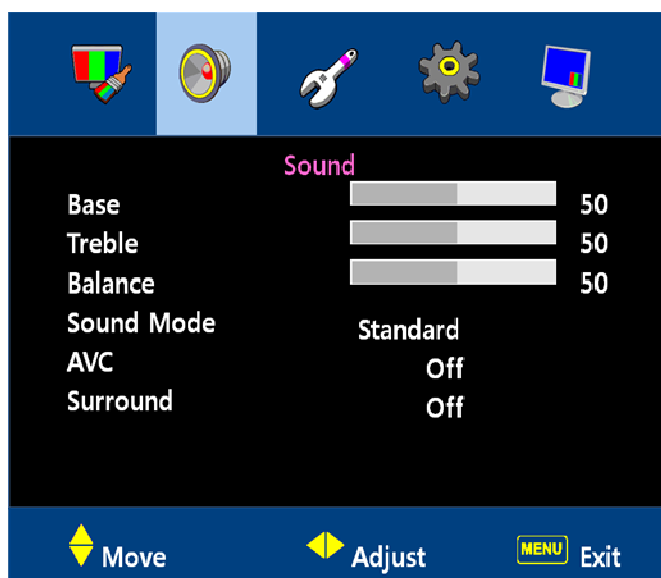 Sound
Base 50
Treble 50
Balance 50
Sound Mode Standard
AVC Off
Surround Off
Move Adjust MENU Exit